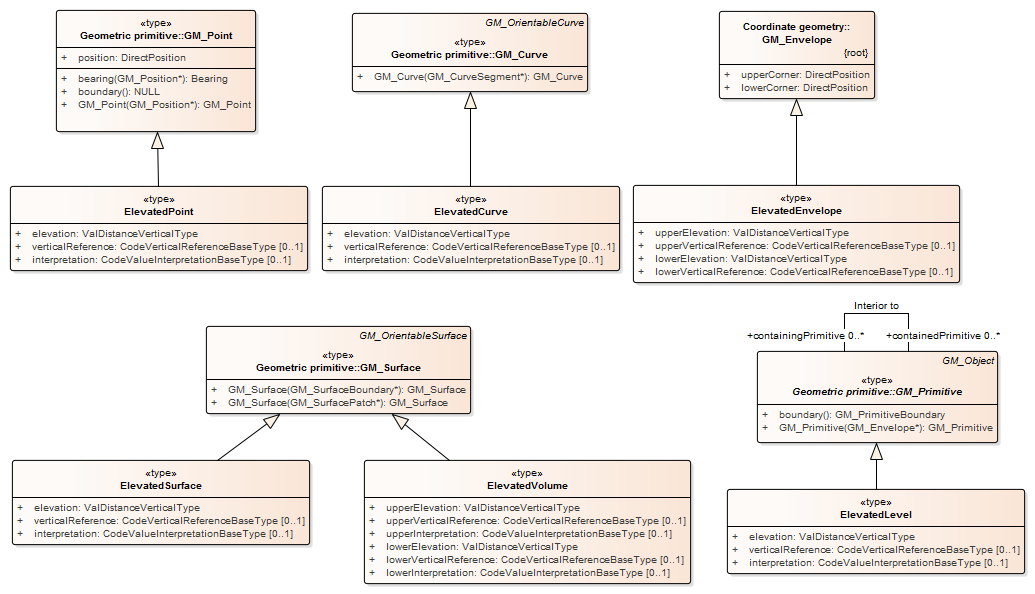 «type»
Geometric primitive::GM_Point
+ position: DirectPosition
+ bearing(GM_Position*): Bearing
+ boundary(): NULL
+ GM_Point(GM_Position*): GM_Point
GM_OrientableCurve
«type»
Geometric primitive::GM_Curve
+ GM_Curve(GM_CurveSegment*): GM_Curve
Coordinate geometry::
GM_Envelope
{root}
+ upperCorner: DirectPosition
+ lowerCorner: DirectPosition
«type»
ElevatedPoint
+ elevation: ValDistanceVerticalType
+ verticalReference: CodeVerticalReferenceBaseType [0..1]
+ interpretation: CodeValueInterpretationBaseType [0..1]
«type»
ElevatedCurve
+ elevation: ValDistanceVerticalType
+ verticalReference: CodeVerticalReferenceBaseType [0..1]
+ interpretation: CodeValueInterpretationBaseType [0..1]
«type»
ElevatedEnvelope
+ upperElevation: ValDistanceVerticalType
+ upperVerticalReference: CodeVerticalReferenceBaseType [0..1]
+ lowerElevation: ValDistanceVerticalType
+ lowerVerticalReference: CodeVerticalReferenceBaseType [0..1]
GM_OrientableSurface
«type»
Geometric primitive::GM_Surface
+ GM_Surface(GM_SurfaceBoundary*): GM_Surface
+ GM_Surface(GM_SurfacePatch*): GM_Surface
Interior to
+containingPrimitive 0..* +containedPrimitive 0..*
GM_Object
«type»
Geometric primitive::GM_Primitive
+ boundary(): GM_PrimitiveBoundary
+ GM_Primitive(GM_Envelope*): GM_Primitive
«type»
ElevatedSurface
+ elevation: ValDistanceVerticalType
+ verticalReference: CodeVerticalReferenceBaseType [0..1]
+ interpretation: CodeValueInterpretationBaseType [0..1]
«type»
ElevatedVolume
+ upperElevation: ValDistanceVerticalType
+ upperVerticalReference: CodeVerticalReferenceBaseType [0..1]
+ upperInterpretation: CodeValueInterpretationBaseType [0..1]
+ lowerElevation: ValDistanceVerticalType
+ lowerVerticalReference: CodeVerticalReferenceBaseType [0..1]
+ lowerInterpretation: CodeValueInterpretationBaseType [0..1]
«type»
ElevatedLevel
+ elevation: ValDistanceVerticalType
+ verticalReference: CodeVerticalReferenceBaseType [0..1]
+ interpretation: CodeValueInterpretationBaseType [0..1]